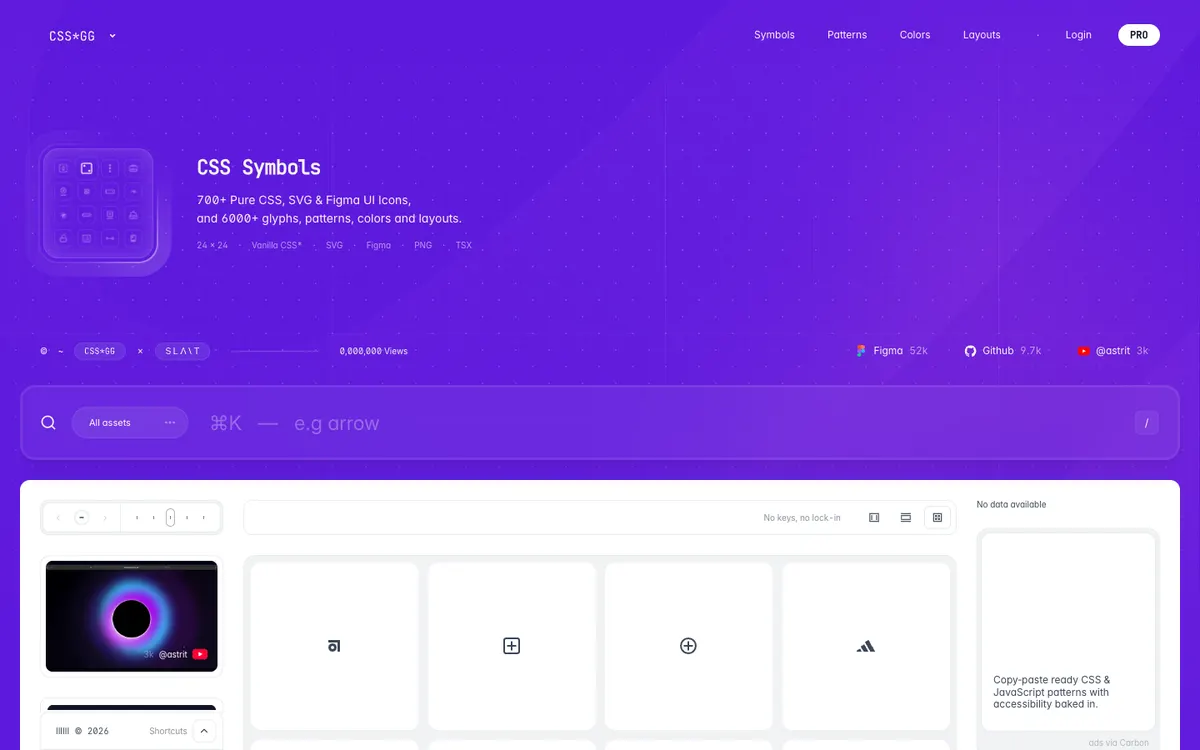 CSS*GG
Symbols Patterns Colors Layouts · Login PRO
CSS Symbols
700+ Pure CSS, SVG & Figma UI Icons,
and 6000+ glyphs, patterns, colors and layouts.
24 × 24 · Vanilla CSS* · SVG · Figma · PNG · TSX
© ~ CSS*GG × SLΛ\T 0,000,000 Views
Figma 52k · Github 9.7k · @astrit 3k
All assets ··· ⌘K — e.g arrow /
No keys, no lock-in
No data available
3k @astrit
Copy-paste ready CSS &
JavaScript patterns with
accessibility baked in.
© 2026 Shortcuts
ads via Carbon